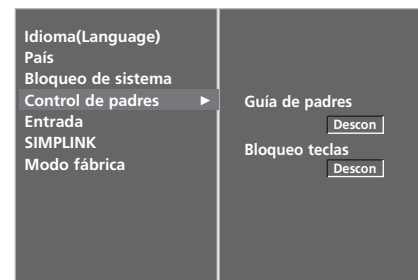 Idioma(Language)
País
Bloqueo de sistema
Control de padres ►
Entrada
SIMPLINK
Modo fábrica
Guía de padres
Descon
Bloqueo teclas
Descon